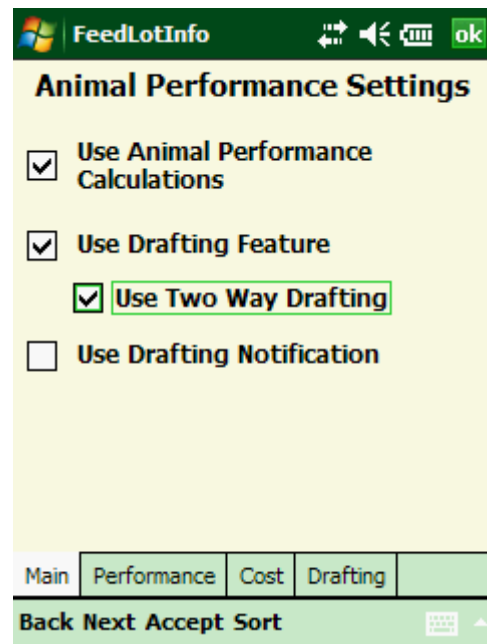 FeedLotInfo ok
Animal Performance Settings
Use Animal Performance
Calculations
Use Drafting Feature
Use Two Way Drafting
Use Drafting Notification
Main Performance Cost Drafting
Back Next Accept Sort